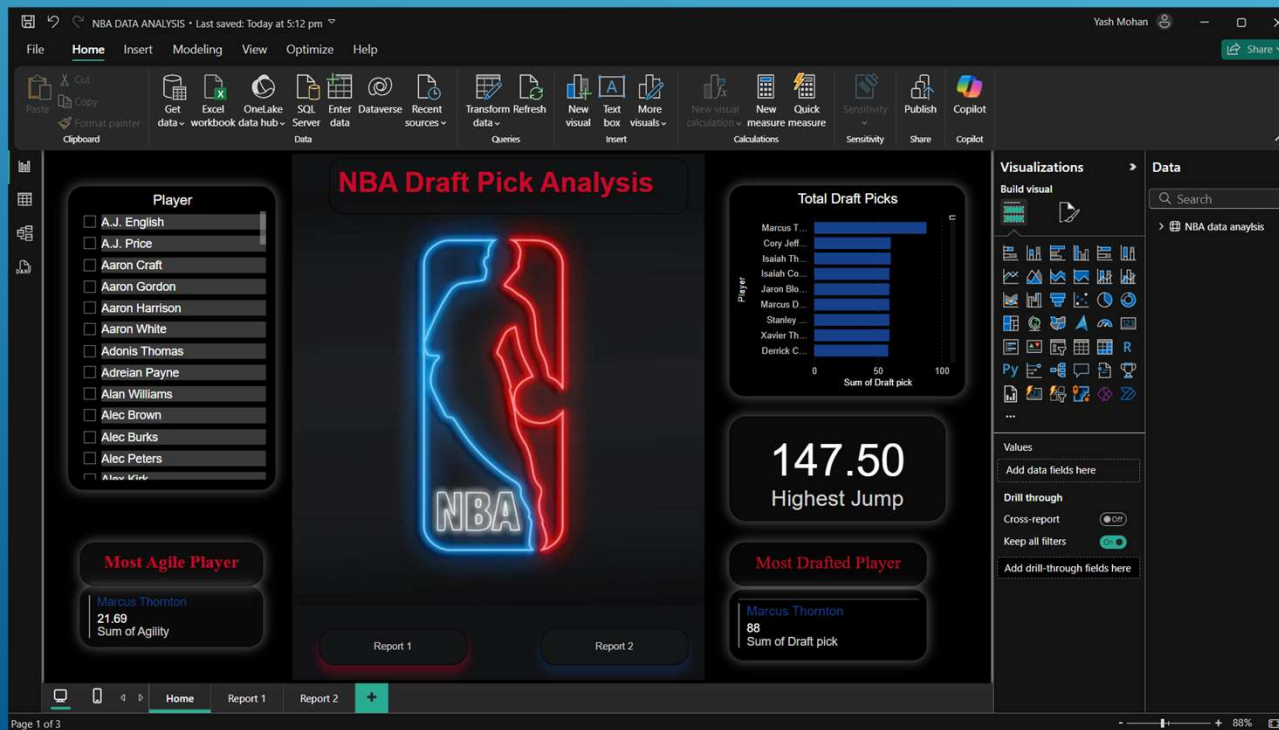 NBA DATA ANALYSIS • Last saved: Today at 5:12 pm
Yash Mohan
File Home Insert Modeling View Optimize Help
Share
Paste
Cut
Copy
Format painter
Clipboard
Get data
Excel workbook
OneLake data hub
SQL Server
Enter data
Dataverse
Recent sources
Data
Transform data
Refresh
Queries
New visual
Text box
More visuals
Insert
New visual calculation
New measure
Quick measure
Calculations
Sensitivity
Sensitivity
Publish
Share
Copilot
Copilot
Player
A.J. English
A.J. Price
Aaron Craft
Aaron Gordon
Aaron Harrison
Aaron White
Adonis Thomas
Adreian Payne
Alan Williams
Alec Brown
Alec Burks
Alec Peters
Alex Kirk
Most Agile Player
Marcus Thornton
21.69
Sum of Agility
NBA Draft Pick Analysis
NBA
Report 1
Report 2
Total Draft Picks
Player
Marcus T...
Cory Jeff...
Isaiah Th...
Isaiah Co...
Jaron Blo...
Marcus D...
Stanley ...
Xavier Th...
Derrick C...
0 50 100
Sum of Draft pick
147.50
Highest Jump
Most Drafted Player
Marcus Thornton
88
Sum of Draft pick
Visualizations
Build visual
R
Py
...
Values
Add data fields here
Drill through
Cross-report
Off
Keep all filters
On
Add drill-through fields here
Data
Search
NBA data anaylsis
Home
Report 1
Report 2
+
Page 1 of 3
- + 88%